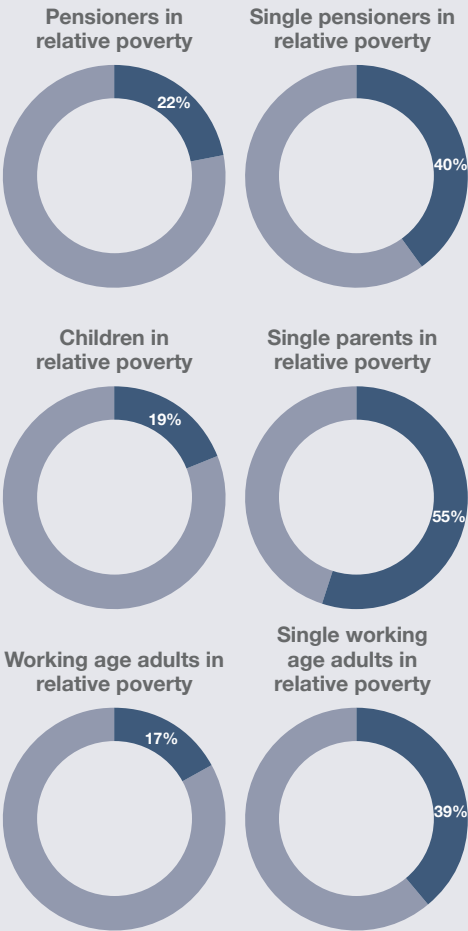 Pensioners in
relative poverty
22%
Single pensioners in
relative poverty
40%
Children in
relative poverty
19%
Single parents in
relative poverty
55%
Working age adults in
relative poverty
17%
Single working
age adults in
relative poverty
39%